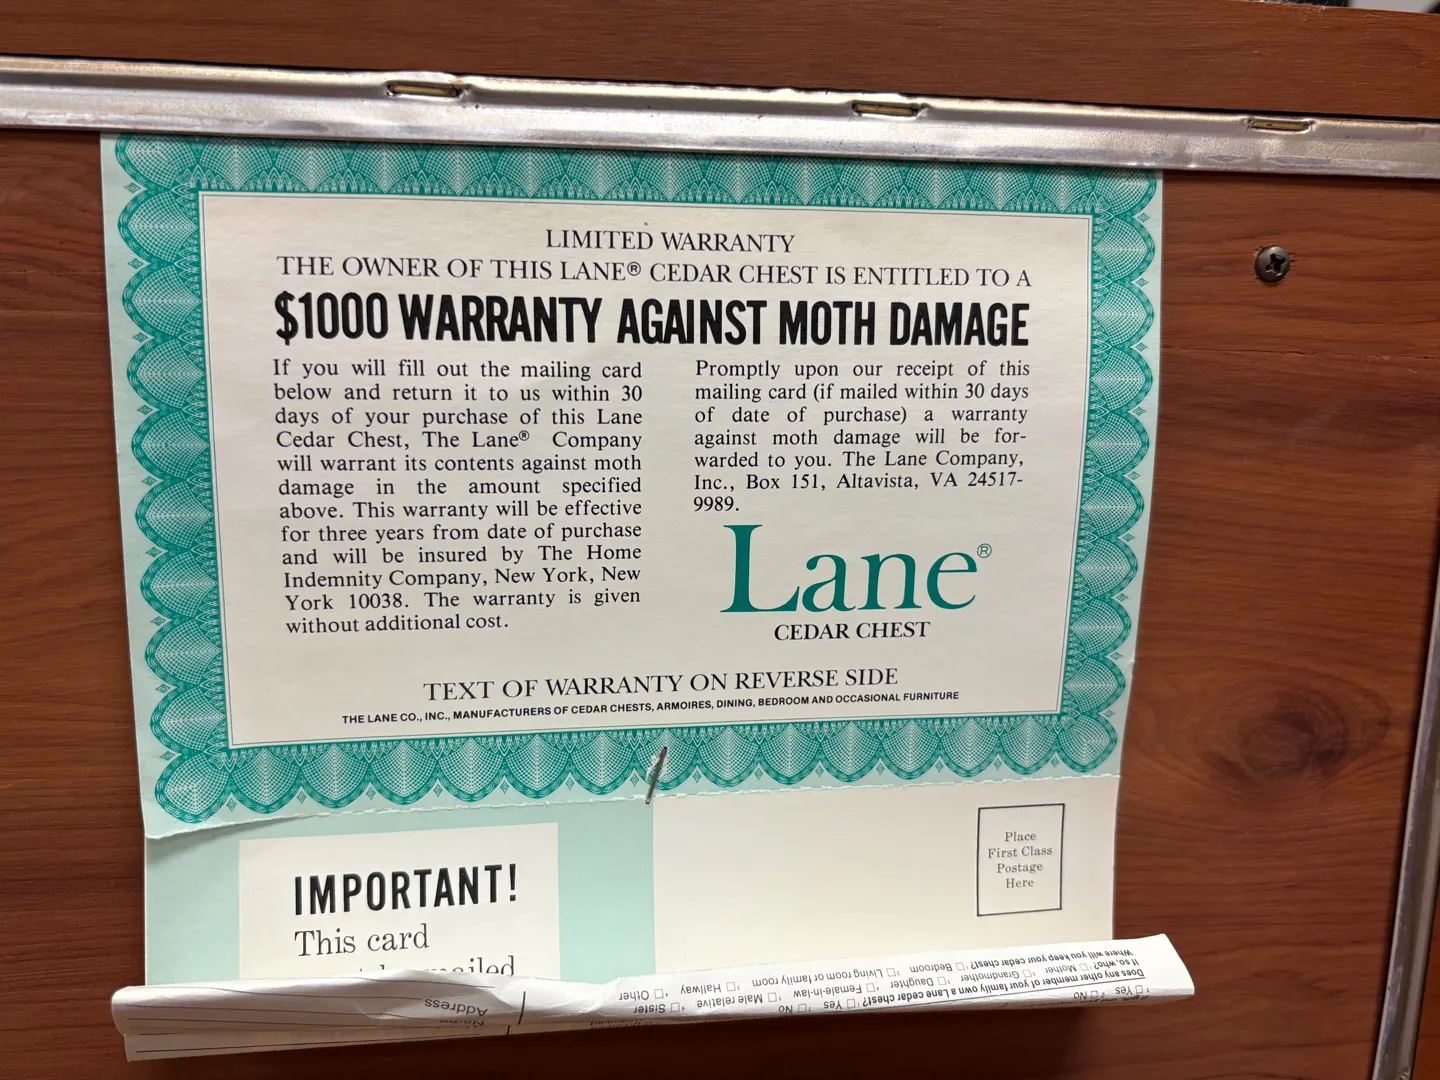 LIMITED WARRANTY
THE OWNER OF THIS LANE® CEDAR CHEST IS ENTITLED TO A
$1000 WARRANTY AGAINST MOTH DAMAGE
If you will fill out the mailing card
below and return it to us within 30
days of your purchase of this Lane
Cedar Chest, The Lane® Company
will warrant its contents against moth
damage in the amount specified
above. This warranty will be effective
for three years from date of purchase
and will be insured by The Home
Indemnity Company, New York, New
York 10038. The warranty is given
without additional cost.
Promptly upon our receipt of this
mailing card (if mailed within 30 days
of date of purchase) a warranty
against moth damage will be for-
warded to you. The Lane Company,
Inc., Box 151, Altavista, VA 24517-
9989.
Lane®
CEDAR CHEST
TEXT OF WARRANTY ON REVERSE SIDE
THE LANE CO., INC., MANUFACTURERS OF CEDAR CHESTS, ARMOIRES, DINING, BEDROOM AND OCCASIONAL FURNITURE
Place
First Class
Postage
Here
IMPORTANT!
This card
mailed
Name
Address
☐ Yes ☐ No
Does any other member of your family own a Lane cedar chest? ☐ Yes ☐ No
If so, who? ☐ Mother ☐ Grandmother ☐ Daughter ☐ Female-in-law ☐ Male relative ☐ Sister
Where will you keep your cedar chest? ☐ Bedroom ☐ Living room or family room ☐ Hallway ☐ Other